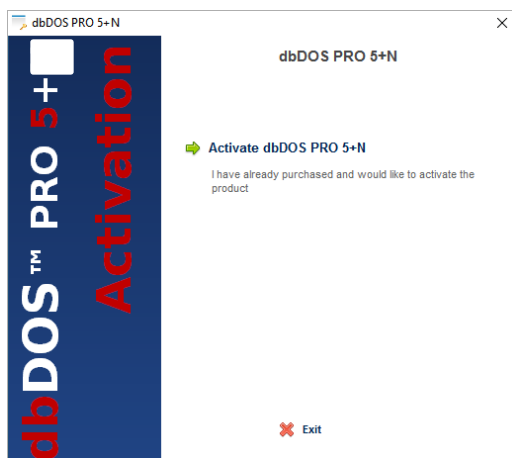 dbDOS PRO 5+N
dbDOS™ PRO 5+
Activation
dbDOS PRO 5+N
Activate dbDOS PRO 5+N
I have already purchased and would like to activate the
product
Exit